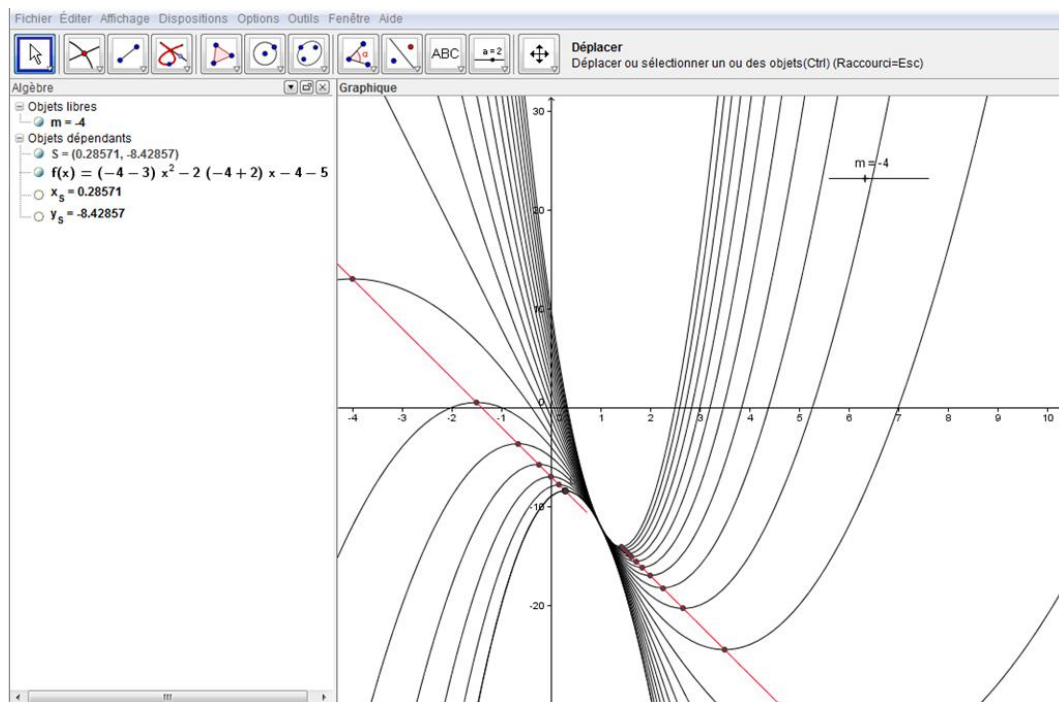 Fichier Éditer Affichage Dispositions Options Outils Fenêtre Aide
ABC
a = 2
Déplacer
Déplacer ou sélectionner un ou des objets(Ctrl) (Raccourci=Esc)
Algèbre
Graphique
Objets libres
m = -4
Objets dépendants
S = (0.28571, -8.42857)
f(x) = (-4 - 3) x² - 2 (-4 + 2) x - 4 - 5
x_S = 0.28571
y_S = -8.42857
30
m = -4
20
10
0
-4 -3 -2 -1 0 1 2 3 4 5 6 7 8 9 10
-10
-20